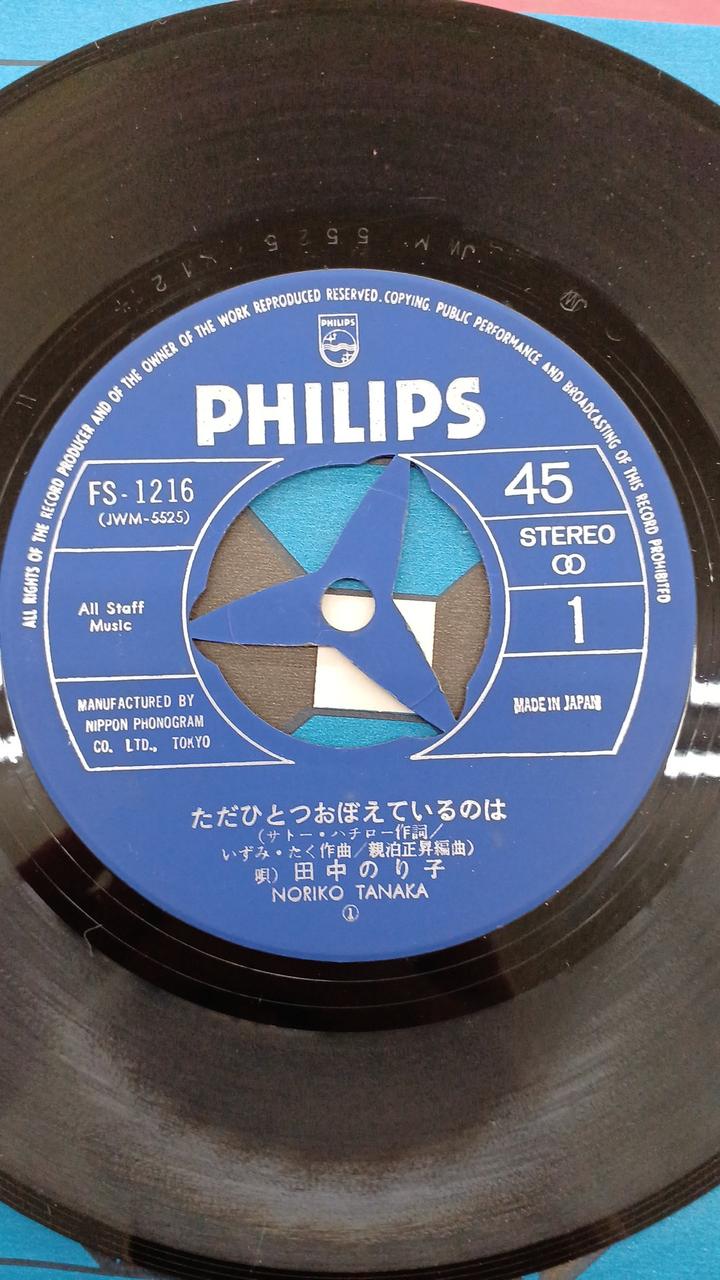 JWM 5525 112
ALL RIGHTS OF THE RECORD PRODUCER AND OF THE OWNER OF THE WORK REPRODUCED RESERVED. COPYING. PUBLIC PERFORMANCE AND BROADCASTING OF THIS RECORD PROHIBITED
PHILIPS
PHILIPS
FS-1216
(JWM-5525)
All Staff
Music
MANUFACTURED BY
NIPPON PHONOGRAM
CO. LTD., TOKYO
45
STEREO
1
MADE IN JAPAN
ただひとつおぼえているのは
(サトー・ハチロー作詞/
いずみ・たく作曲/親泊正昇編曲)
唄) 田中のり子
NORIKO TANAKA
①